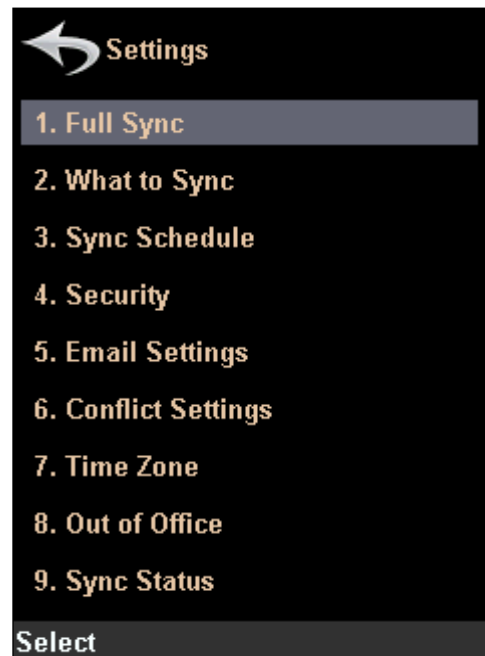 Settings
1. Full Sync
2. What to Sync
3. Sync Schedule
4. Security
5. Email Settings
6. Conflict Settings
7. Time Zone
8. Out of Office
9. Sync Status
Select